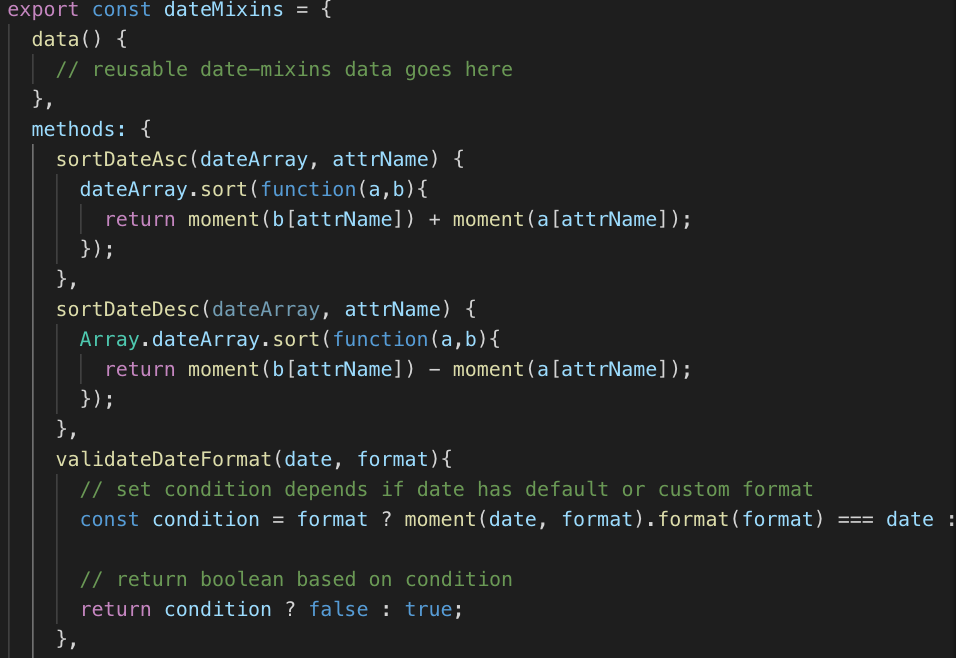 export const dateMixins = {
  data() {
    // reusable date-mixins data goes here
  },
  methods: {
    sortDateAsc(dateArray, attrName) {
      dateArray.sort(function(a,b){
        return moment(b[attrName]) + moment(a[attrName]);
      });
    },
    sortDateDesc(dateArray, attrName) {
      Array.dateArray.sort(function(a,b){
        return moment(b[attrName]) - moment(a[attrName]);
      });
    },
    validateDateFormat(date, format){
      // set condition depends if date has default or custom format
      const condition = format ? moment(date, format).format(format) === date :
      // return boolean based on condition
      return condition ? false : true;
    },